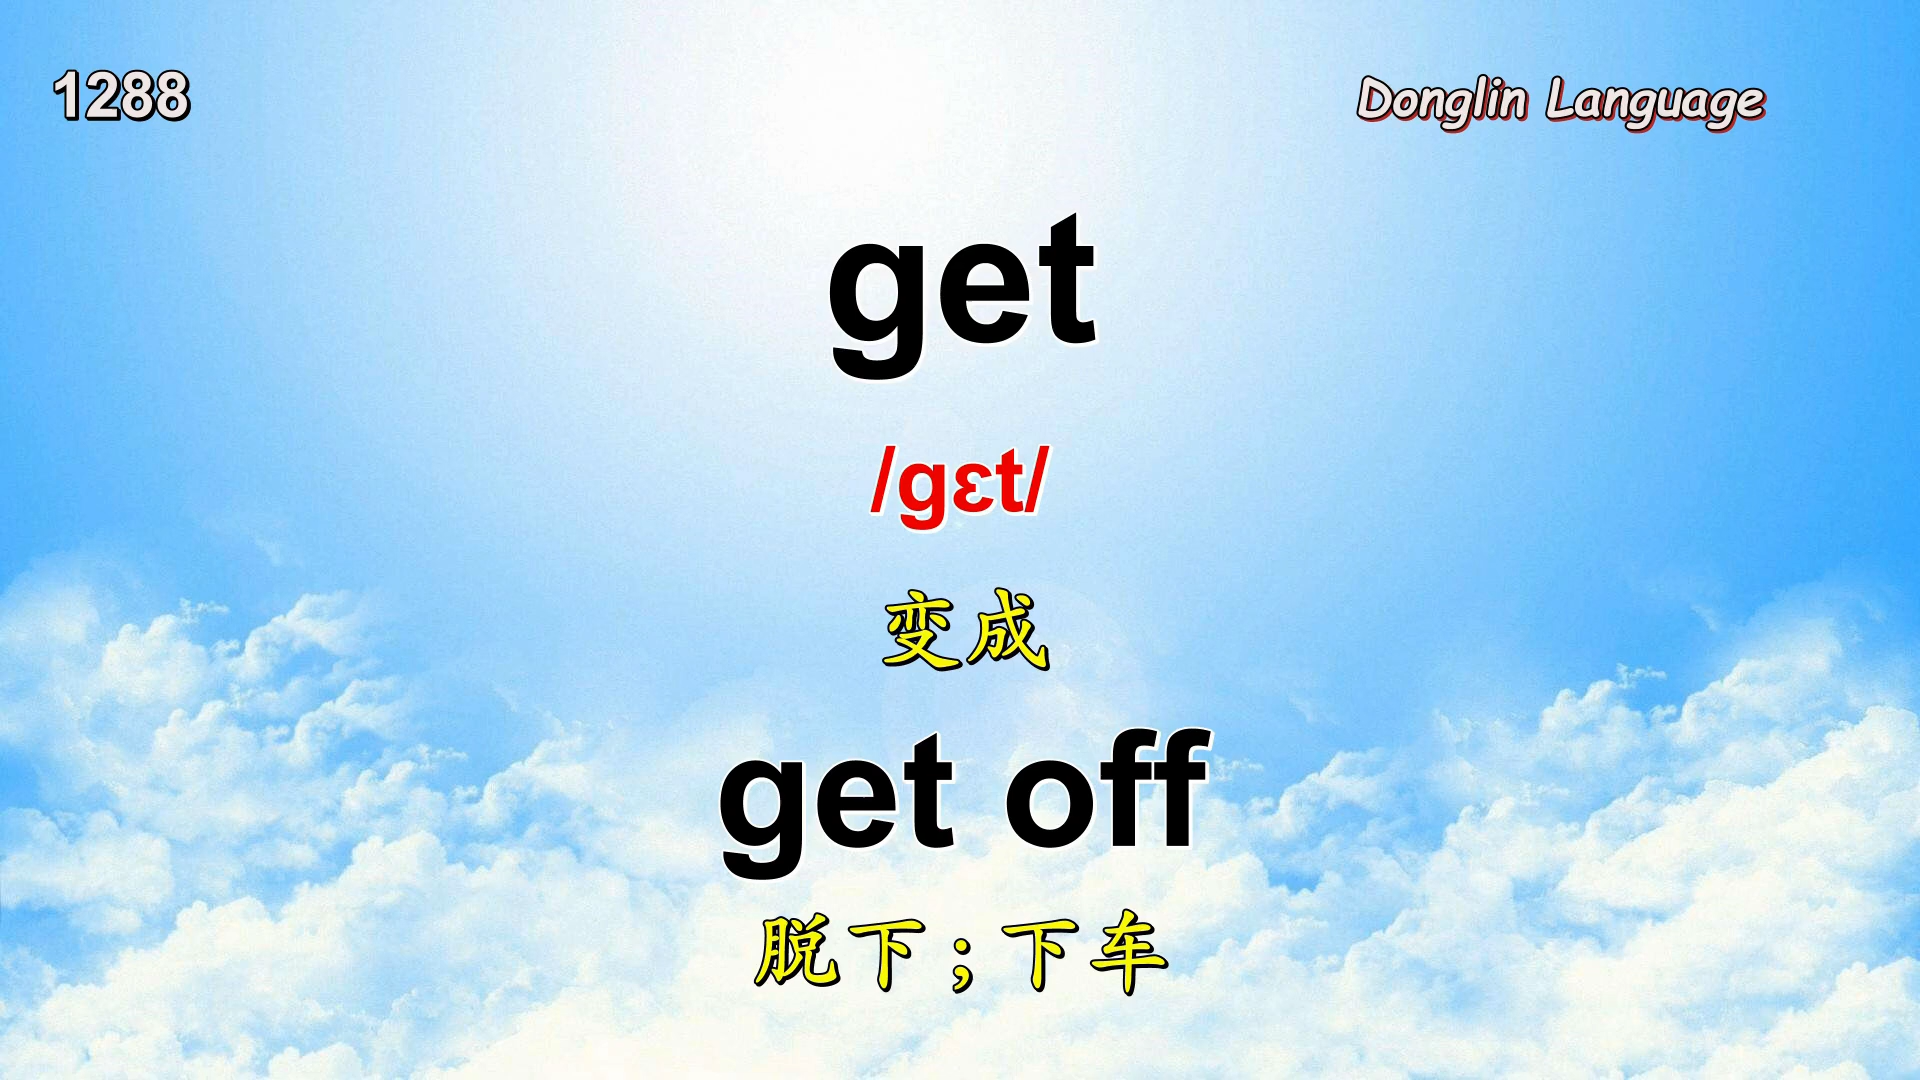 1288
Donglin Language
get
/gɛt/
变成
get off
脱下；下车